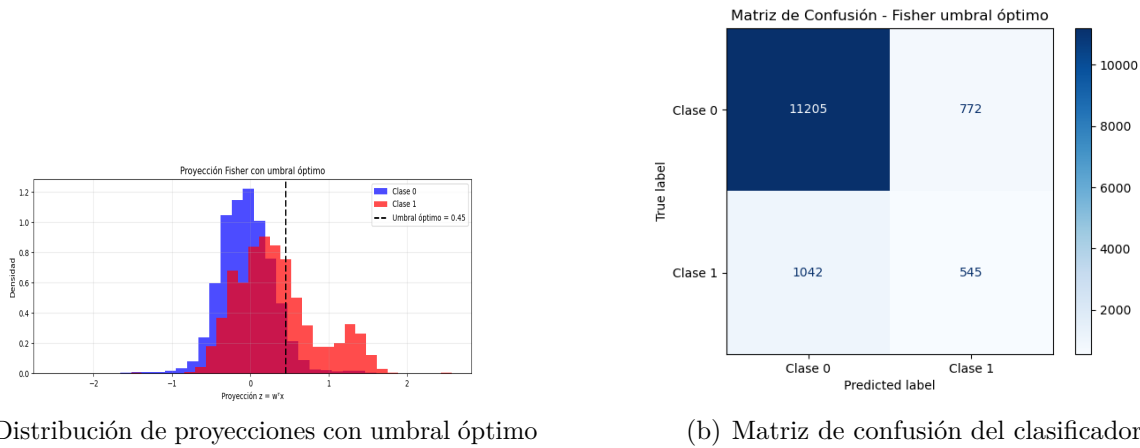 Proyección Fisher con umbral óptimo
Clase 0
Clase 1
Umbral óptimo = 0.45
Densidad
1.2
1.0
0.8
0.6
0.4
0.2
0.0
−2
−1
0
1
2
Proyección z = wᵀx
Distribución de proyecciones con umbral óptimo
Matriz de Confusión - Fisher umbral óptimo
True label
Clase 0
11205
772
Clase 1
1042
545
Clase 0
Clase 1
Predicted label
10000
8000
6000
4000
2000
(b) Matriz de confusión del clasificador